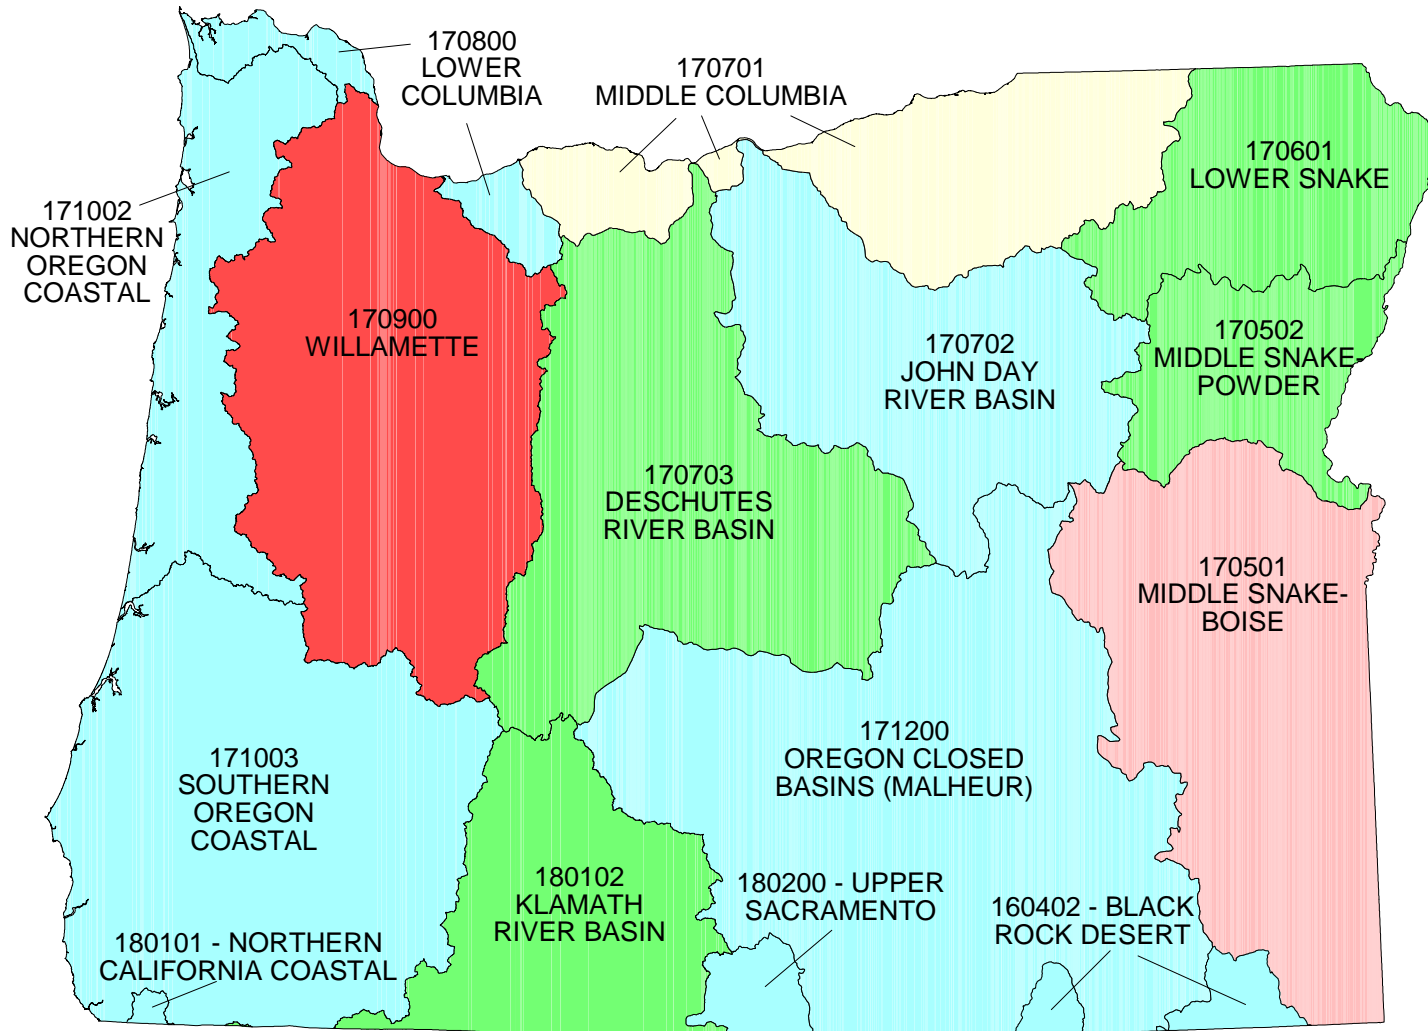 170800
LOWER
COLUMBIA
170701
MIDDLE COLUMBIA
170601
LOWER SNAKE
171002
NORTHERN
OREGON
COASTAL
170900
WILLAMETTE
170702
JOHN DAY
RIVER BASIN
170502
MIDDLE SNAKE-
POWDER
170703
DESCHUTES
RIVER BASIN
170501
MIDDLE SNAKE-
BOISE
171003
SOUTHERN
OREGON
COASTAL
171200
OREGON CLOSED
BASINS (MALHEUR)
180102
KLAMATH
RIVER BASIN
180200 - UPPER
SACRAMENTO
160402 - BLACK
ROCK DESERT
180101 - NORTHERN
CALIFORNIA COASTAL